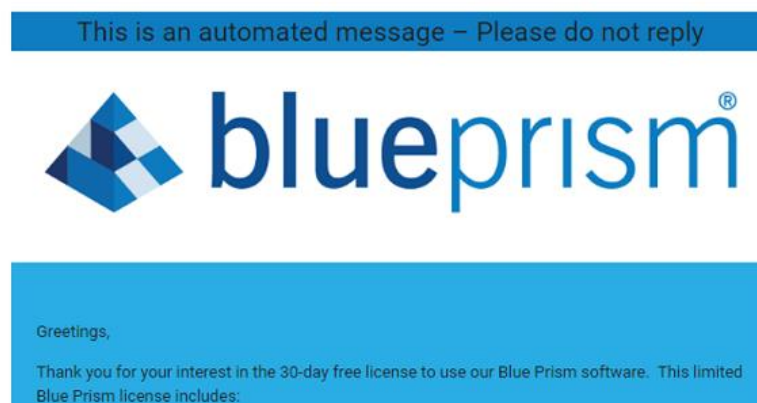 This is an automated message – Please do not reply
blueprism®
Greetings,
Thank you for your interest in the 30-day free license to use our Blue Prism software.  This limited
Blue Prism license includes: